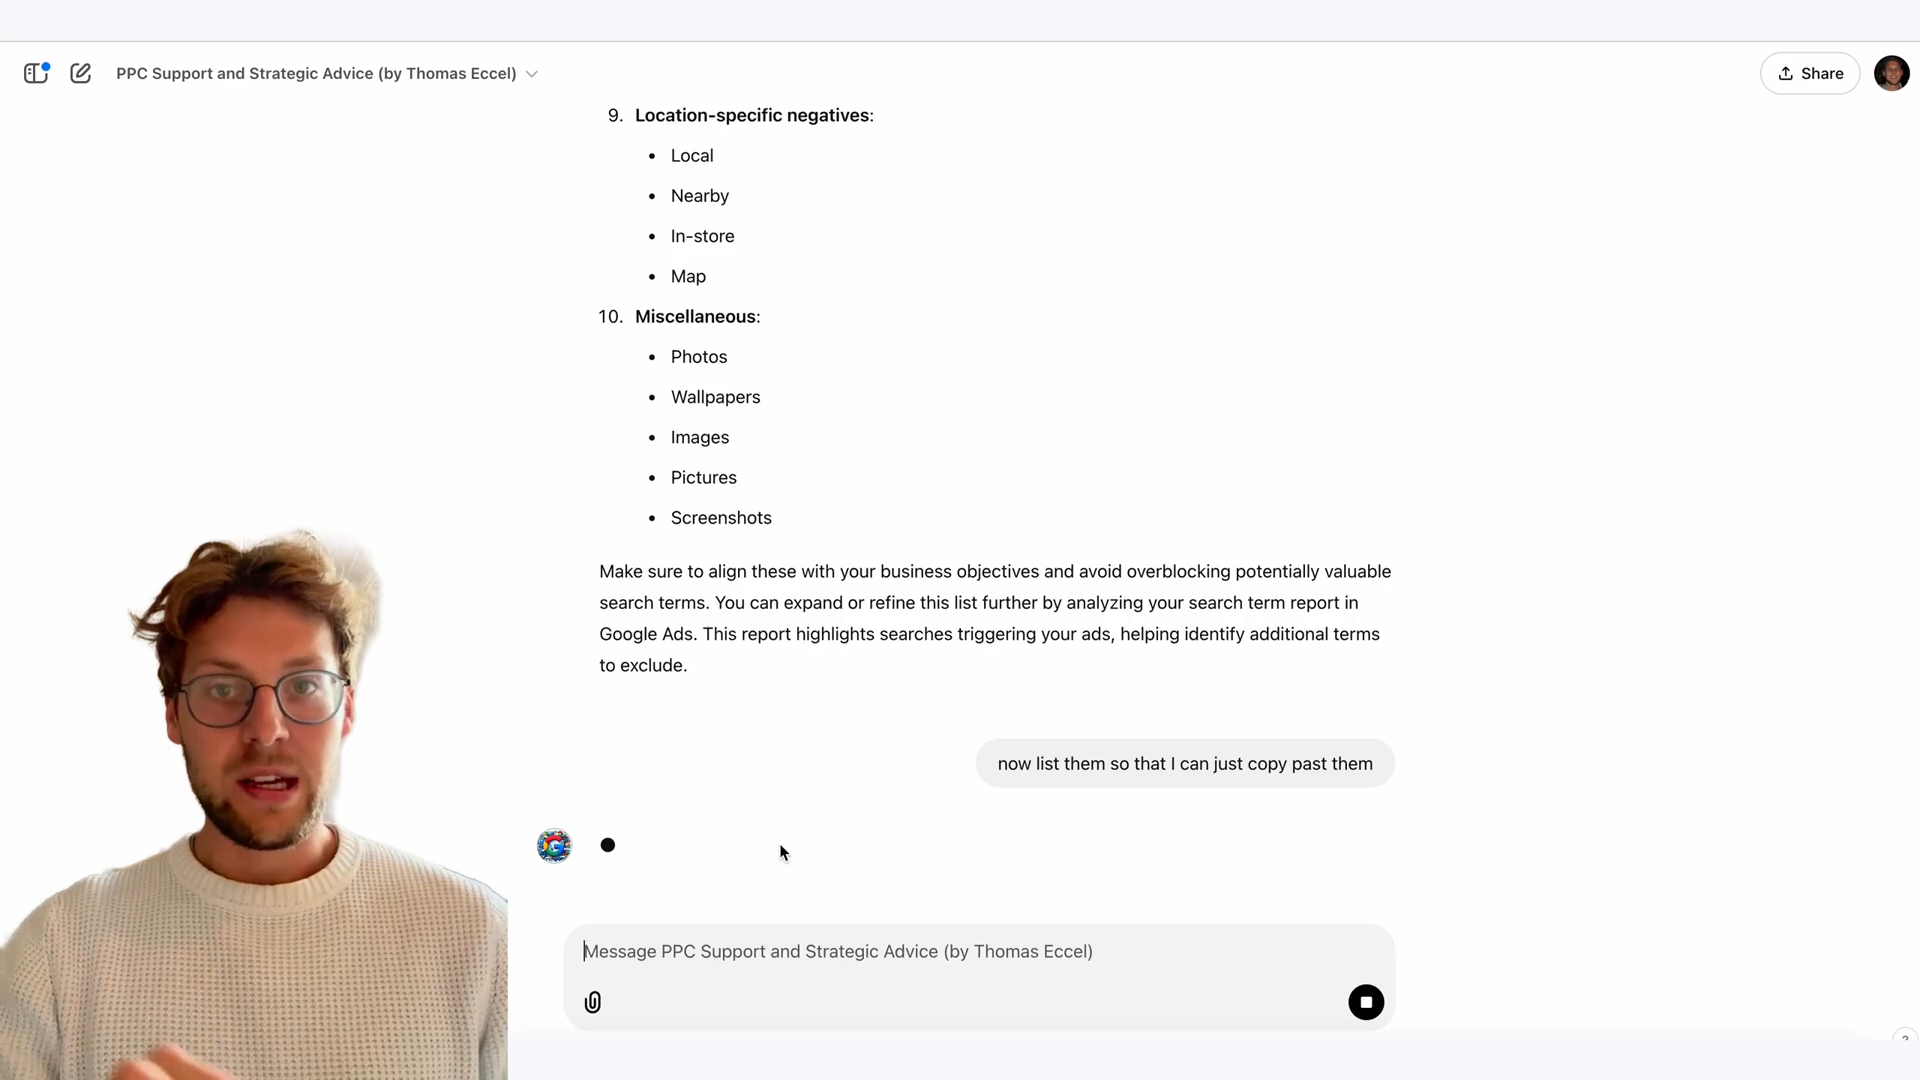 PPC Support and Strategic Advice (by Thomas Eccel)
Share
9. Location-specific negatives:
• Local
• Nearby
• In-store
• Map
10. Miscellaneous:
• Photos
• Wallpapers
• Images
• Pictures
• Screenshots
Make sure to align these with your business objectives and avoid overblocking potentially valuable
search terms. You can expand or refine this list further by analyzing your search term report in
Google Ads. This report highlights searches triggering your ads, helping identify additional terms
to exclude.
now list them so that I can just copy past them
Message PPC Support and Strategic Advice (by Thomas Eccel)